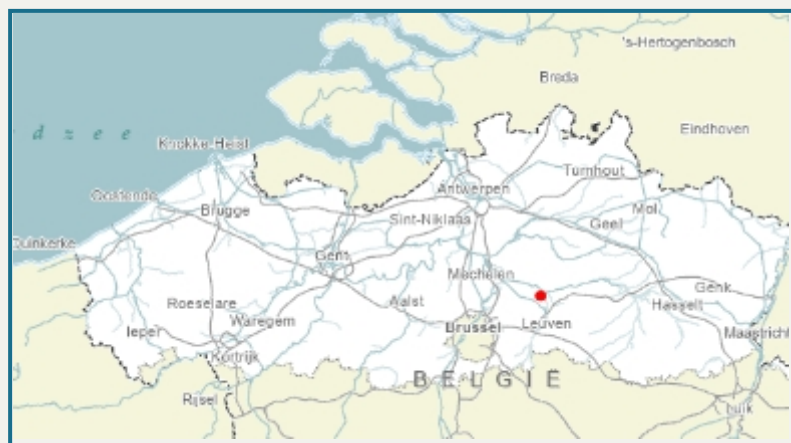 's-Hertogenbosch
Breda
d z e e
Eindhoven
Knokke-Heist
Turnhout
Antwerpen
Oostende
Mol
Brugge
Sint-Niklaas
Geel
Duinkerke
Gent
Mechelen
Genk
Roeselare
Aalst
Hasselt
Waregem
Brussel
Leuven
Ieper
Maastricht
Kortrijk
BELGIË
Rijsel
Luik